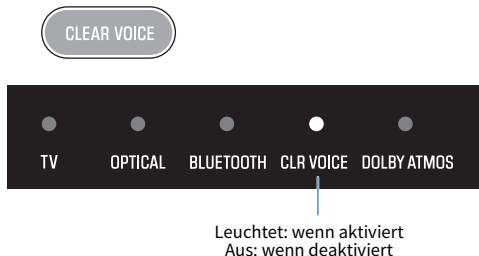 CLEAR VOICE
TV OPTICAL BLUETOOTH CLR VOICE DOLBY ATMOS
Leuchtet: wenn aktiviert
Aus: wenn deaktiviert